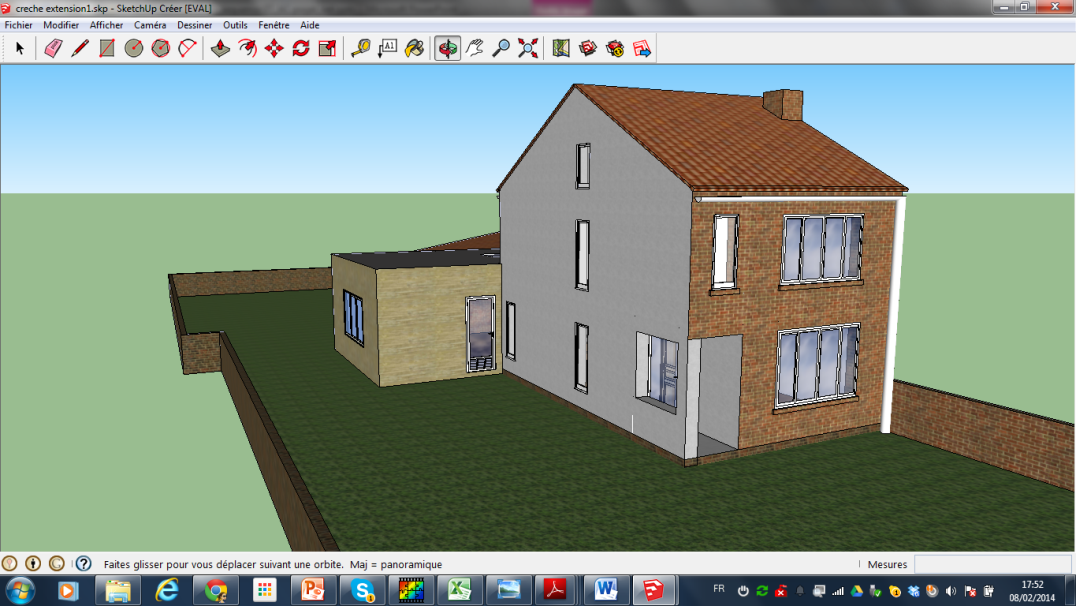 creche extension1.skp - SketchUp Créer [EVAL]
Fichier Modifier Afficher Caméra Dessiner Outils Fenêtre Aide
A1
Faites glisser pour vous déplacer suivant une orbite. Maj = panoramique
Mesures
FR
17:52
08/02/2014